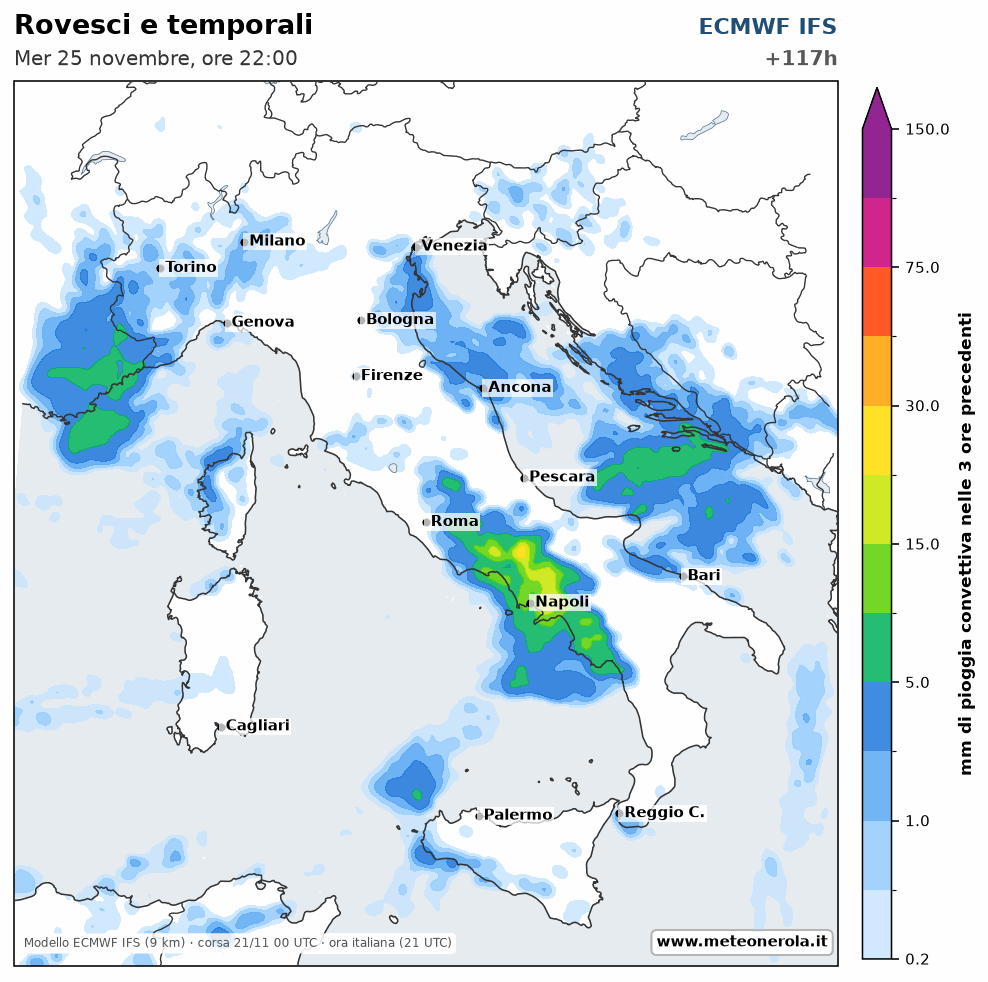 Rovesci e temporali
ECMWF IFS
Mer 25 novembre, ore 22:00
+117h
150.0
75.0
30.0
15.0
5.0
1.0
0.2
mm di pioggia convettiva nelle 3 ore precedenti
Milano
Venezia
Torino
Genova
Bologna
Firenze
Ancona
Pescara
Roma
Bari
Napoli
Cagliari
Palermo
Reggio C.
Modello ECMWF IFS (9 km) · corsa 21/11 00 UTC · ora italiana (21 UTC)
www.meteonerola.it